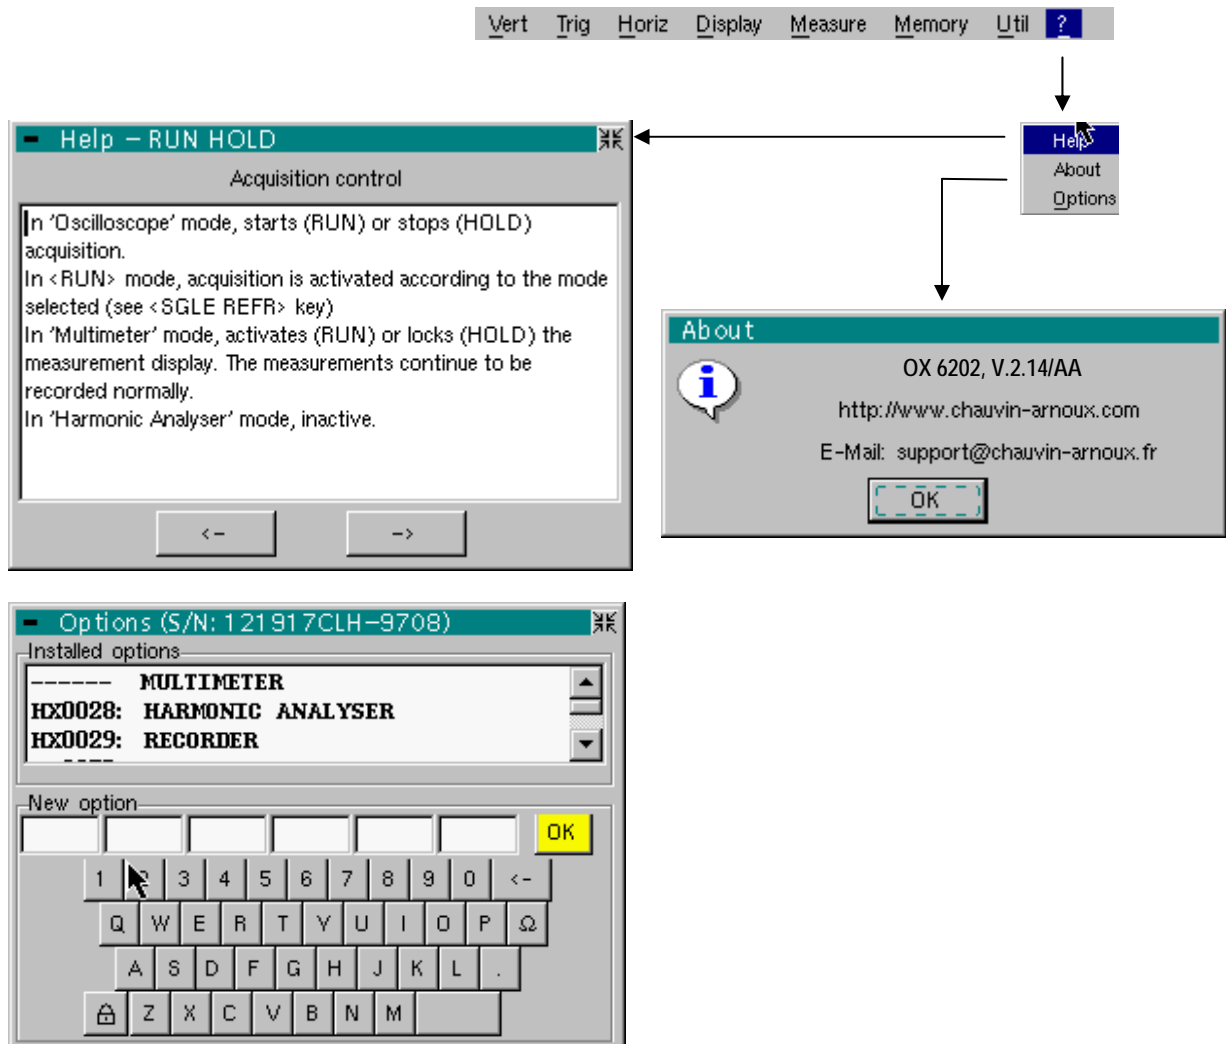 Vert Trig Horiz Display Measure Memory Util ?
Help
About
Options
Help – RUN HOLD
Acquisition control
In 'Oscilloscope' mode, starts (RUN) or stops (HOLD)
acquisition.
In <RUN> mode, acquisition is activated according to the mode
selected (see <SGLE REFR> key)
In 'Multimeter' mode, activates (RUN) or locks (HOLD) the
measurement display. The measurements continue to be
recorded normally.
In 'Harmonic Analyser' mode, inactive.
<- ->
About
OX 6202, V.2.14/AA
http://www.chauvin-arnoux.com
E-Mail: support@chauvin-arnoux.fr
OK
Options (S/N: 121917CLH–9708)
Installed options
------ MULTIMETER
HX0028: HARMONIC ANALYSER
HX0029: RECORDER
New option
OK
1 2 3 4 5 6 7 8 9 0 <-
Q W E R T Y U I O P Ω
A S D F G H J K L .
Z X C V B N M